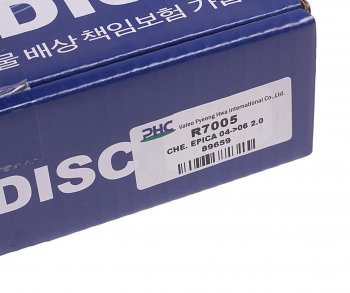 물 배상 책임보험 가입
PHC Valeo Pyeong Hwa International Co.,Ltd.
R7005
CHE. EPICA 04->06 2.0
89659
DISC
DISC